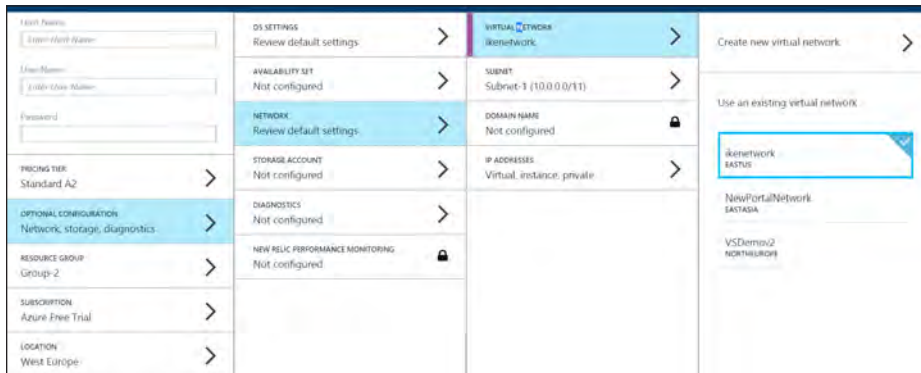 Host Name
Enter Host Name
User Name
Enter User Name
Password
PRICING TIER
Standard A2
OPTIONAL CONFIGURATION
Network, storage, diagnostics
RESOURCE GROUP
Group-2
SUBSCRIPTION
Azure Free Trial
LOCATION
West Europe
OS SETTINGS
Review default settings
AVAILABILITY SET
Not configured
NETWORK
Review default settings
STORAGE ACCOUNT
Not configured
DIAGNOSTICS
Not configured
NEW RELIC PERFORMANCE MONITORING
Not configured
VIRTUAL NETWORK
ikenetwork
SUBNET
Subnet-1 (10.0.0.0/11)
DOMAIN NAME
Not configured
IP ADDRESSES
Virtual, instance, private
Create new virtual network
Use an existing virtual network
ikenetwork
EASTUS
NewPortalNetwork
EASTASIA
VSDemov2
NORTHEUROPE